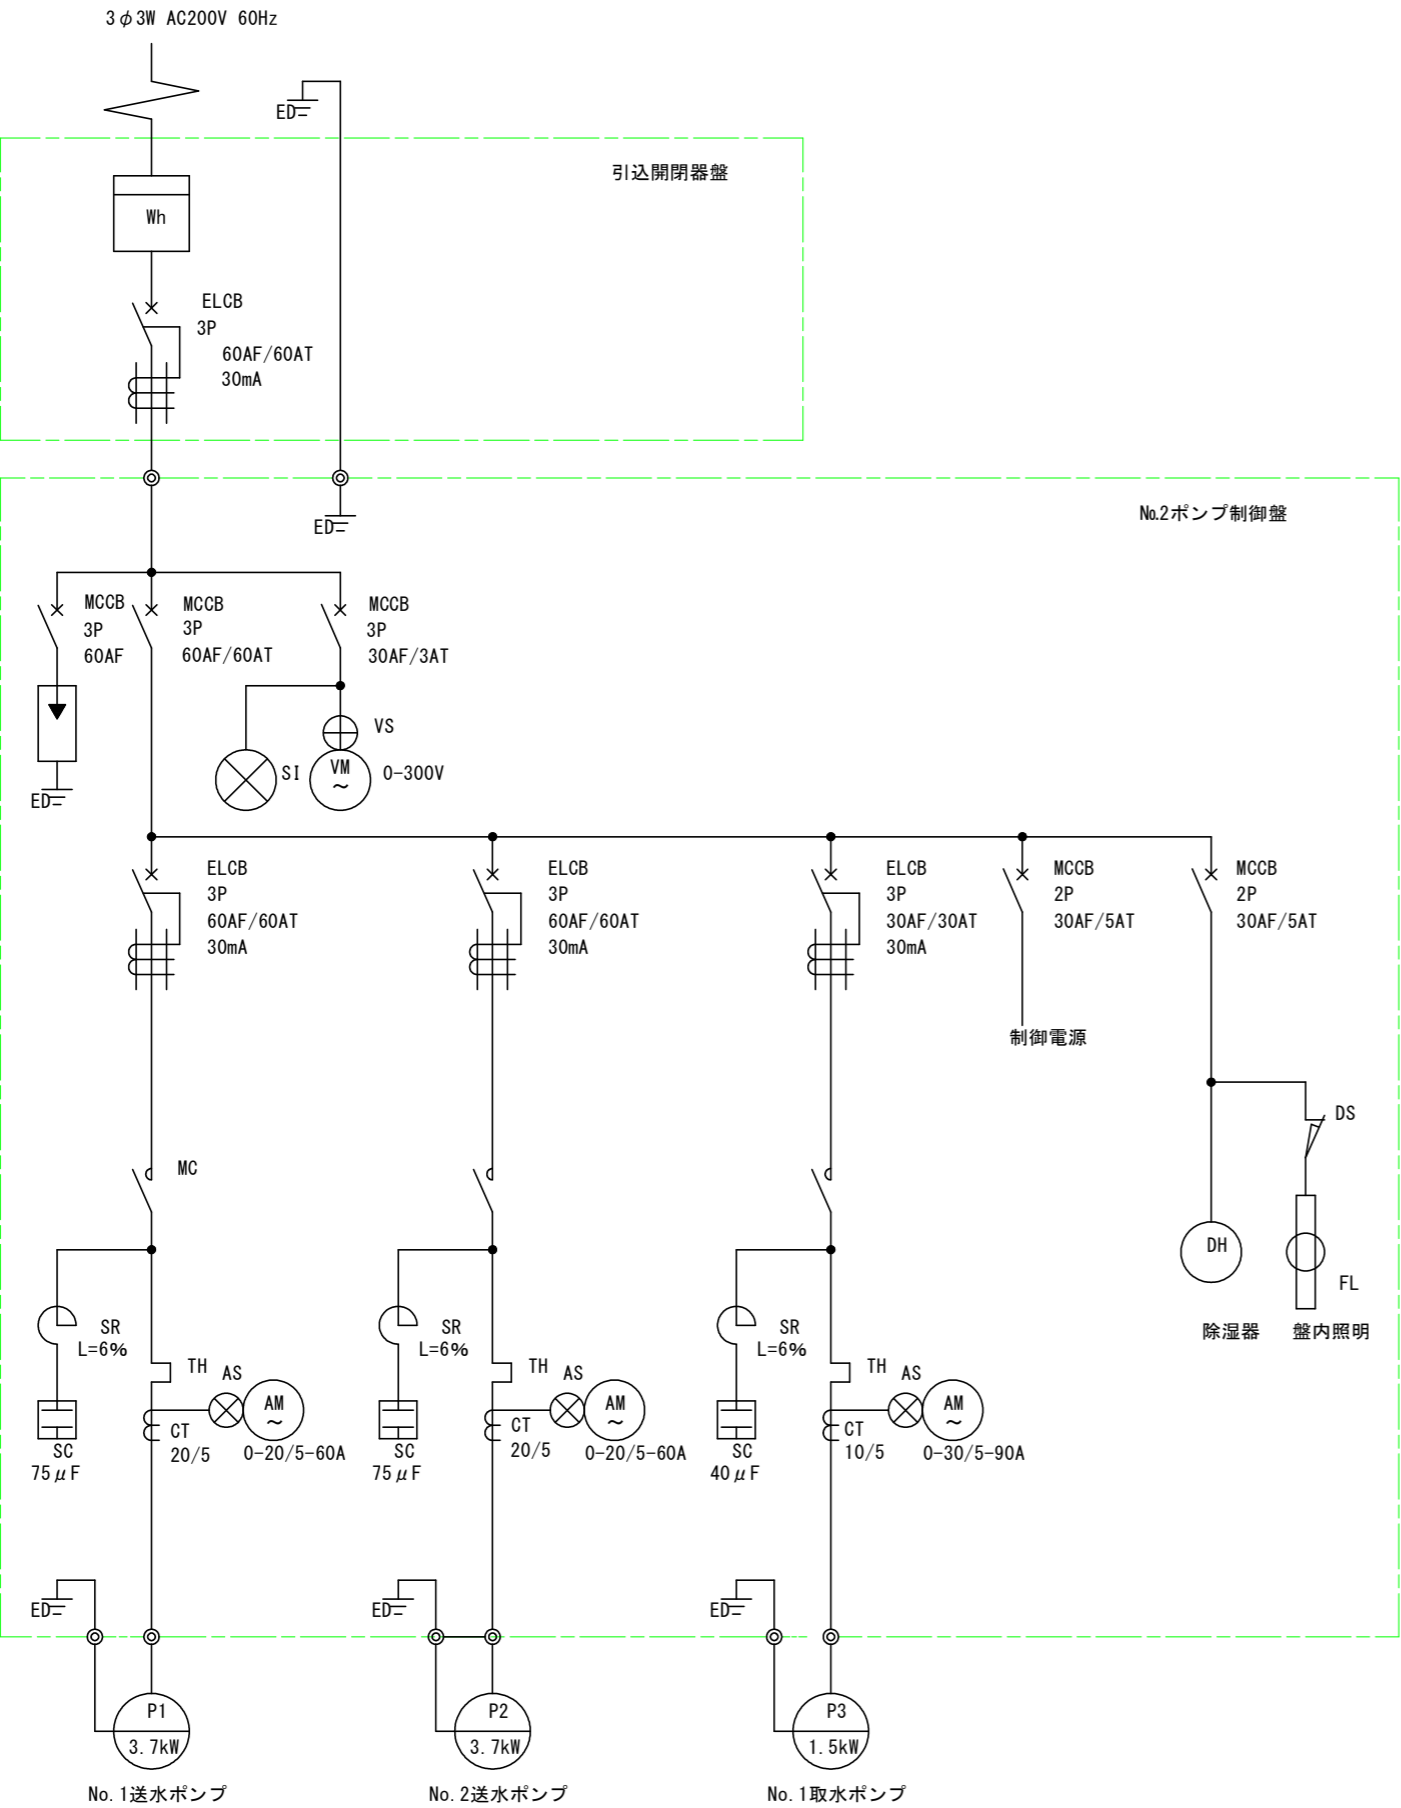 3φ3W AC200V 60Hz
ED
引込開閉器盤
Wh
ELCB
3P
60AF/60AT
30mA
ED
No.2ポンプ制御盤
MCCB
3P
60AF
MCCB
3P
60AF/60AT
MCCB
3P
30AF/3AT
VS
SI
VM
~
0-300V
ED
ELCB
3P
60AF/60AT
30mA
ELCB
3P
60AF/60AT
30mA
ELCB
3P
30AF/30AT
30mA
MCCB
2P
30AF/5AT
MCCB
2P
30AF/5AT
制御電源
DS
MC
DH
FL
除湿器
盤内照明
SR
L=6%
TH
AS
AM
~
CT
20/5
0-20/5-60A
SC
75μF
SR
L=6%
TH
AS
AM
~
CT
20/5
0-20/5-60A
SC
75μF
SR
L=6%
TH
AS
AM
~
CT
10/5
0-30/5-90A
SC
40μF
ED
ED
ED
P1
3.7kW
P2
3.7kW
P3
1.5kW
No.1送水ポンプ
No.2送水ポンプ
No.1取水ポンプ